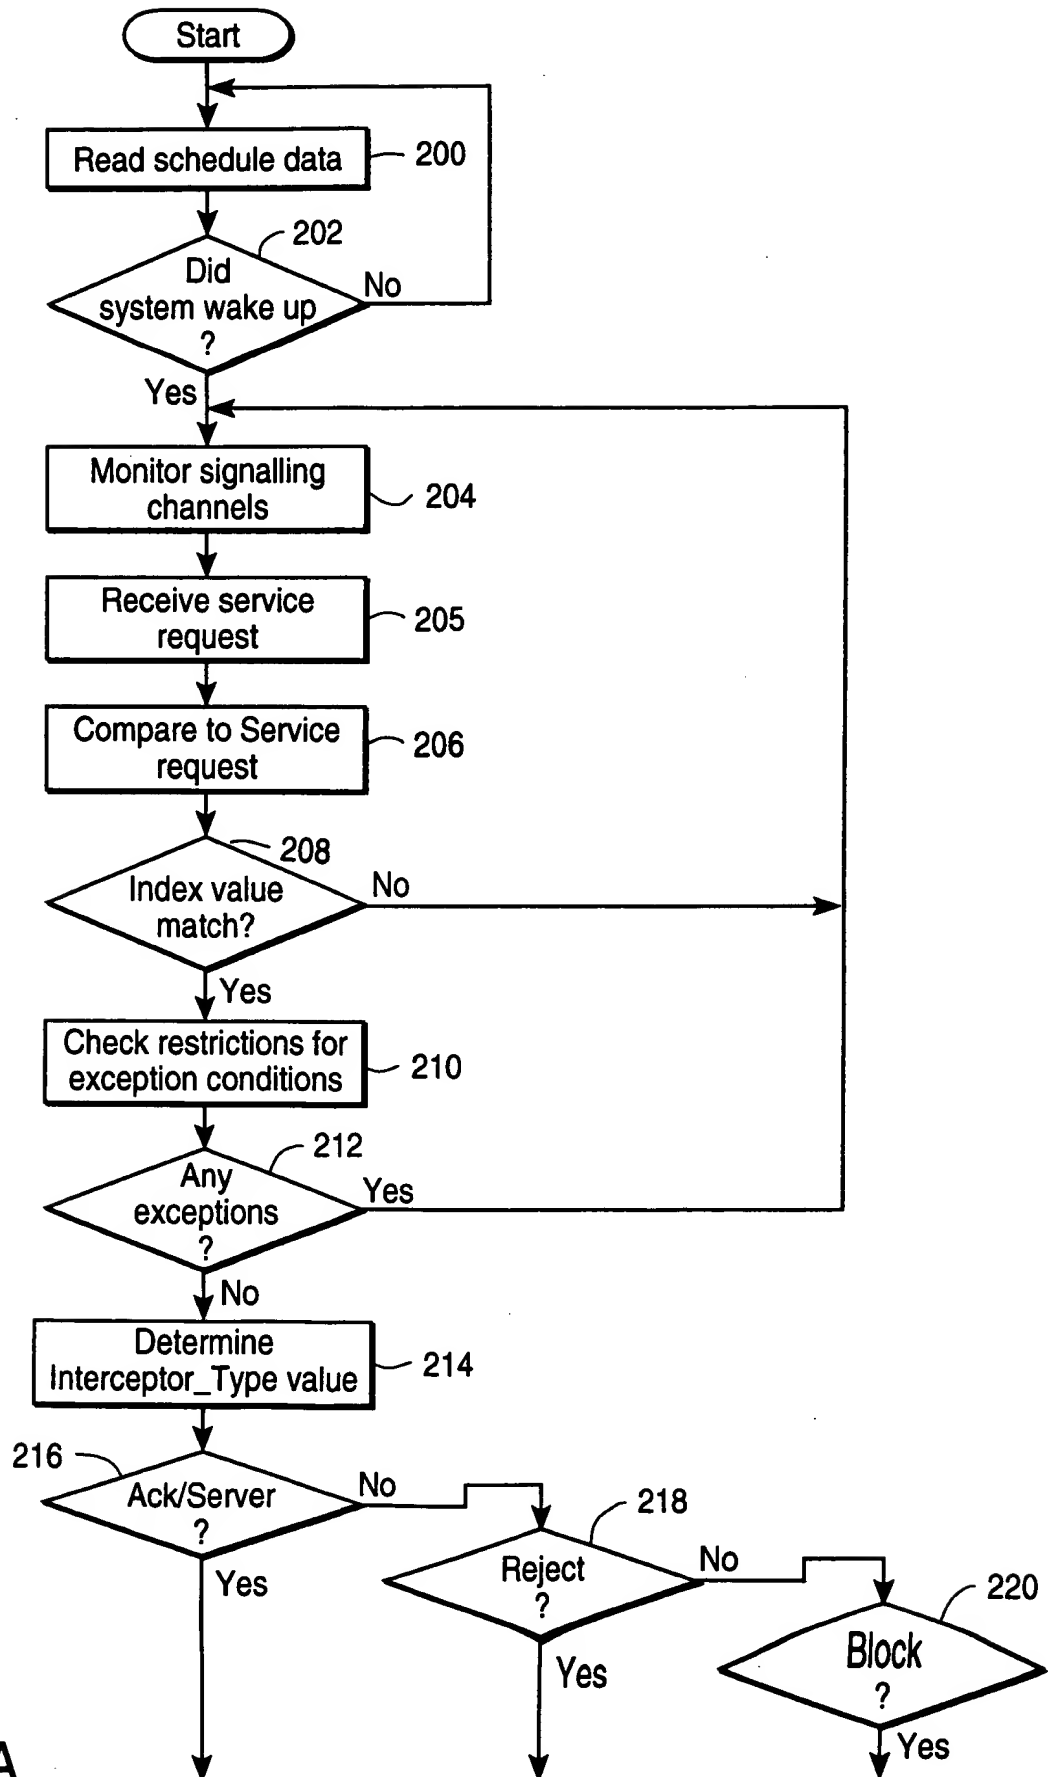 Start
Read schedule data
200
202
Did
system wake up
?
No
Yes
Monitor signalling
channels
204
Receive service
request
205
Compare to Service
request
206
208
Index value
match?
No
Yes
Check restrictions for
exception conditions
210
212
Any
exceptions
?
Yes
No
Determine
Interceptor_Type value
214
216
Ack/Server
?
No
Yes
218
Reject
?
No
Yes
220
Block
?
Yes
A